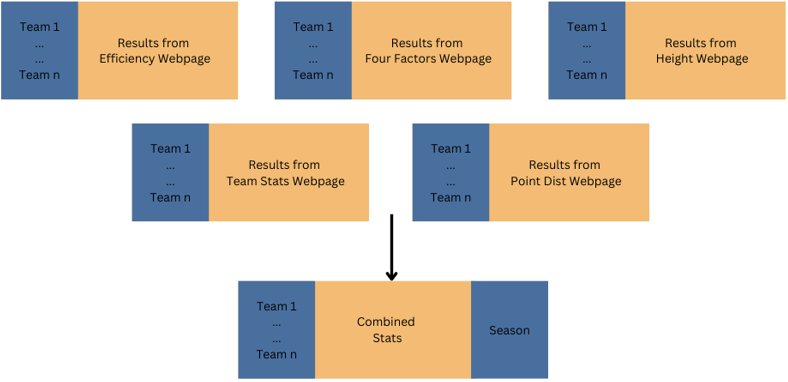 Team 1
...
...
Team n
Results from
Efficiency Webpage
Team 1
...
...
Team n
Results from
Four Factors Webpage
Team 1
...
...
Team n
Results from
Height Webpage
Team 1
...
...
Team n
Results from
Team Stats Webpage
Team 1
...
...
Team n
Results from
Point Dist Webpage
Team 1
...
...
Team n
Combined
Stats
Season